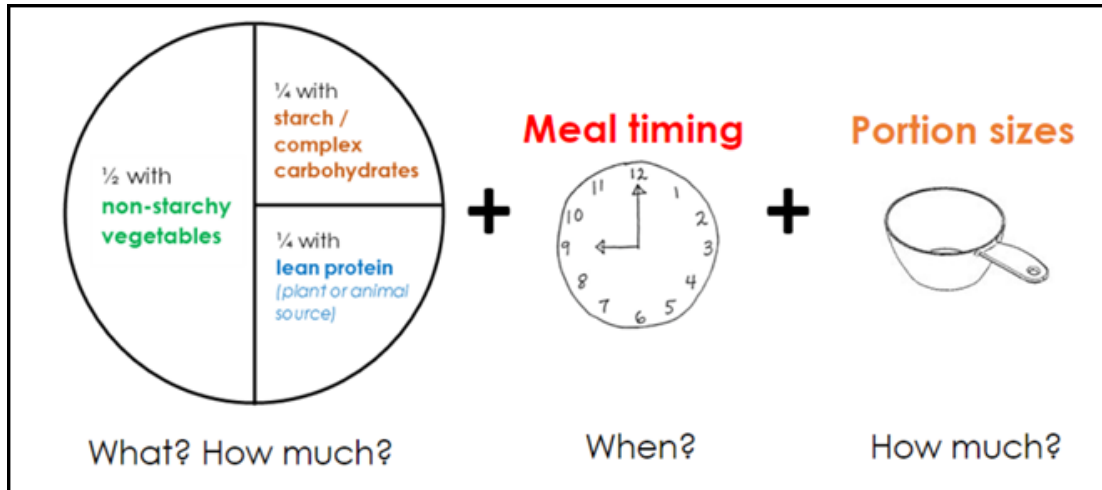 ½ with
non-starchy
vegetables
¼ with
starch /
complex
carbohydrates
¼ with
lean protein
(plant or animal
source)
What? How much?
+
Meal timing
12
1
2
3
4
5
6
7
8
9
10
11
When?
+
Portion sizes
How much?